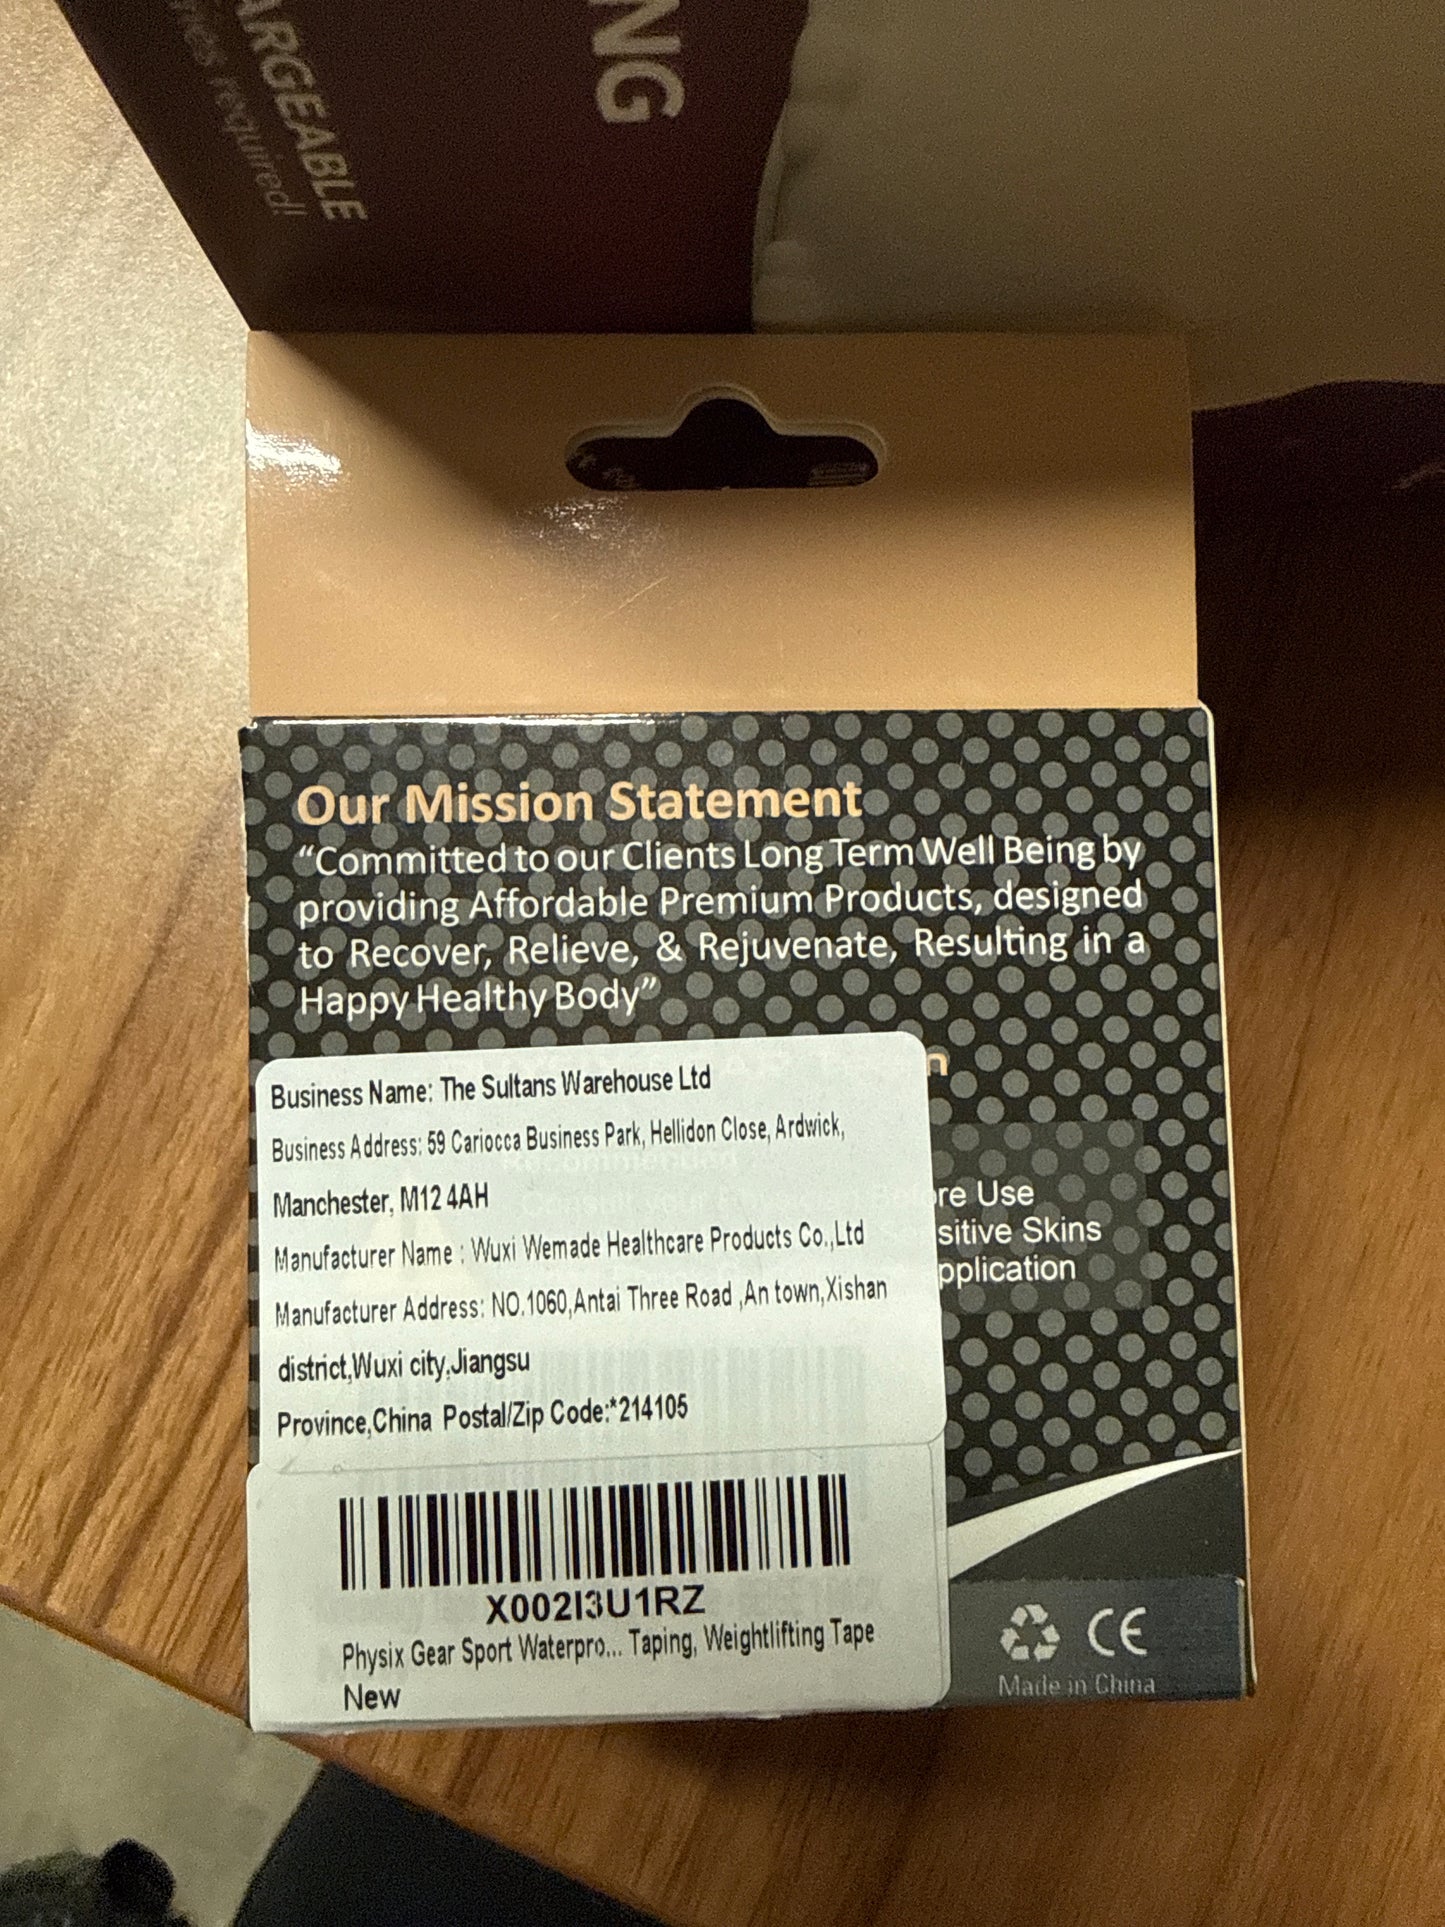 ARGEABLE
required!
NG
Our Mission Statement
“Committed to our Clients Long Term Well Being by
providing Affordable Premium Products, designed
to Recover, Relieve, & Rejuvenate, Resulting in a
Happy Healthy Body”
n
Business Name: The Sultans Warehouse Ltd
Business Address: 59 Cariocca Business Park, Hellidon Close, Ardwick,
Manchester, M12 4AH
Manufacturer Name : Wuxi Wemade Healthcare Products Co.,Ltd
Manufacturer Address: NO.1060,Antai Three Road ,An town,Xishan
district,Wuxi city,Jiangsu
Province,China Postal/Zip Code:*214105
re Use
sitive Skins
pplication
X002I3U1RZ
Physix Gear Sport Waterpro... Taping, Weightlifting Tape
New
CE
Made in China